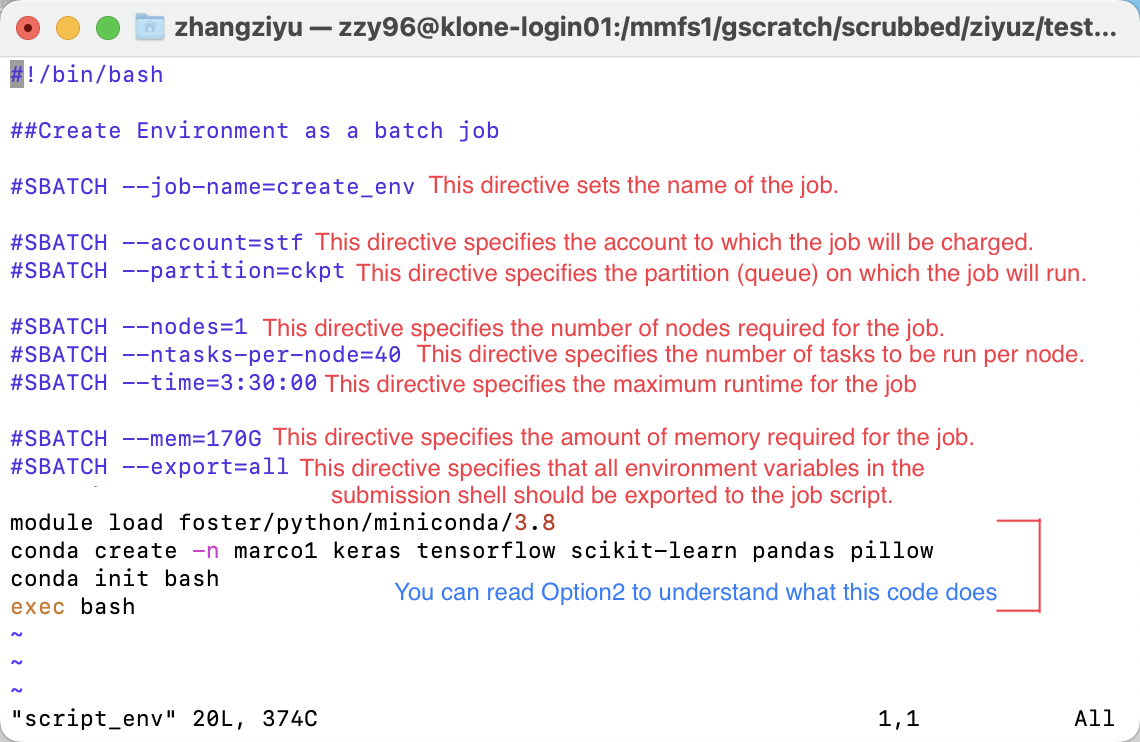 zhangziyu — zzy96@klone-login01:/mmfs1/gscratch/scrubbed/ziyuz/test...
#!/bin/bash
##Create Environment as a batch job
#SBATCH --job-name=create_env This directive sets the name of the job.
#SBATCH --account=stf This directive specifies the account to which the job will be charged.
#SBATCH --partition=ckpt This directive specifies the partition (queue) on which the job will run.
#SBATCH --nodes=1 This directive specifies the number of nodes required for the job.
#SBATCH --ntasks-per-node=40 This directive specifies the number of tasks to be run per node.
#SBATCH --time=3:30:00 This directive specifies the maximum runtime for the job
#SBATCH --mem=170G This directive specifies the amount of memory required for the job.
#SBATCH --export=all This directive specifies that all environment variables in the
submission shell should be exported to the job script.
module load foster/python/miniconda/3.8
conda create -n marco1 keras tensorflow scikit-learn pandas pillow
conda init bash
You can read Option2 to understand what this code does
exec bash
~
~
~
"script_env" 20L, 374C 1,1 All